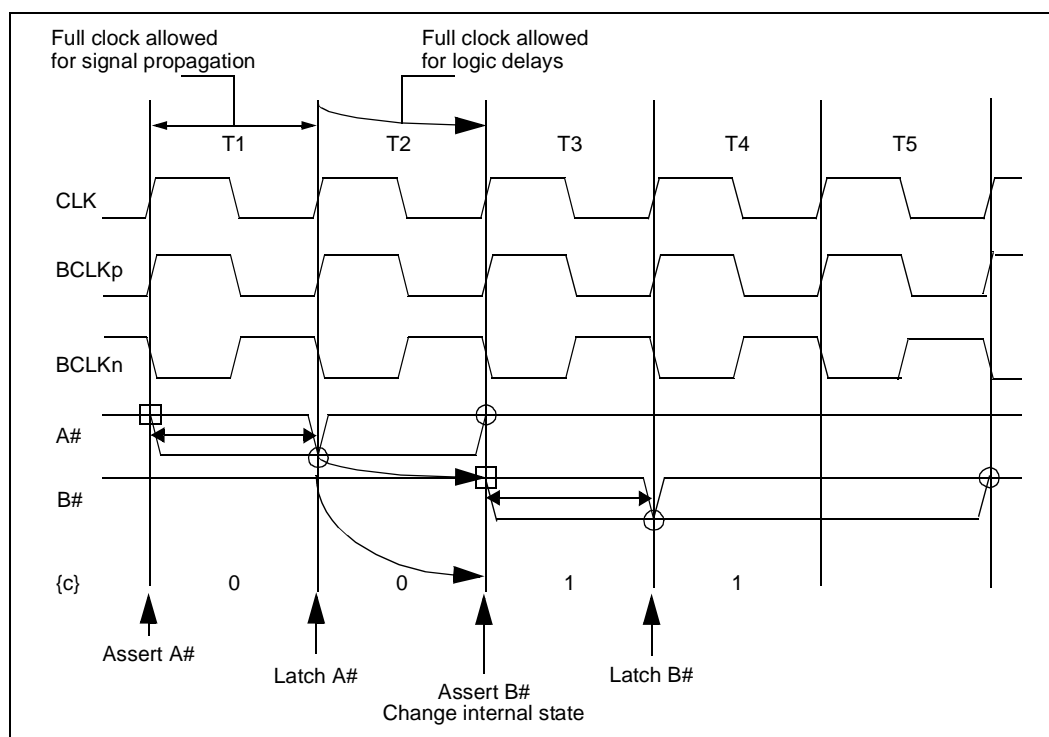 Full clock allowed
for signal propagation
Full clock allowed
for logic delays
T1 T2 T3 T4 T5
CLK
BCLKp
BCLKn
A#
B#
{c} 0 0 1 1
Assert A#
Latch A#
Assert B#
Change internal state
Latch B#